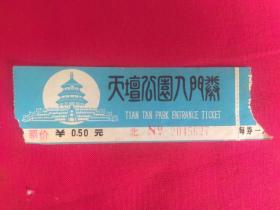 天壇公園入門券
TIAN TAN PARK ENTRANCE TICKET
票价 ￥ 0.50 元
北 № 2045627
每券一